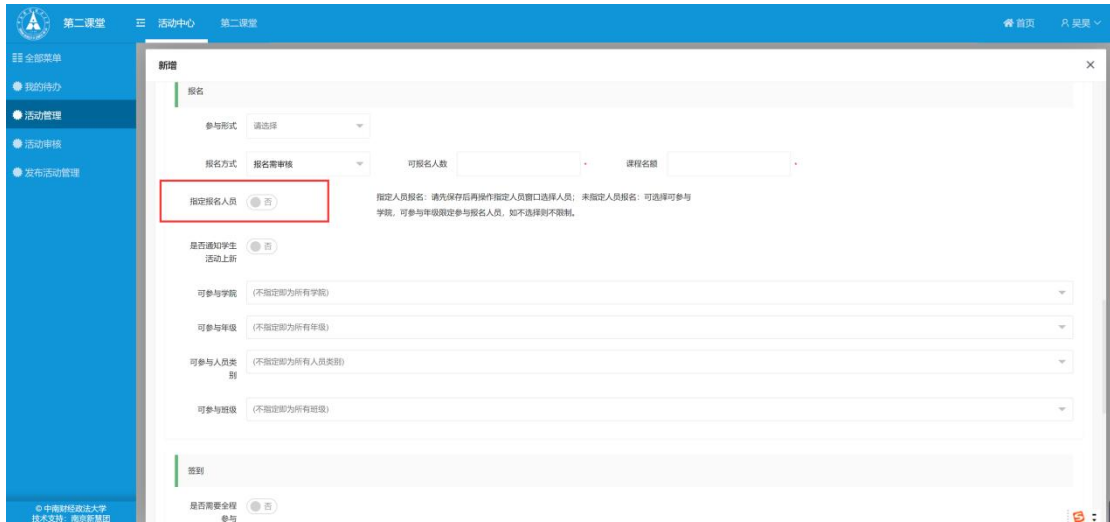 第二课堂
活动中心
第二课堂
首页
吴昊
全部菜单
我的待办
活动管理
活动审核
发布活动管理
新增
报名
参与形式 请选择
报名方式 报名需审核 可报名人数 * 课程名额 *
指定报名人员 否
指定人员报名：请先保存后再操作指定人员窗口选择人员； 未指定人员报名：可选择可参与
学院，可参与年级限定参与报名人员，如不选择则不限制。
是否通知学生 否
活动上新
可参与学院 (不指定即为所有学院)
可参与年级 (不指定即为所有年级)
可参与人员类 (不指定即为所有人员类别)
别
可参与班级 (不指定即为所有班级)
签到
是否需要全程 否
参与
© 中南财经政法大学
技术支持：南京新慧团